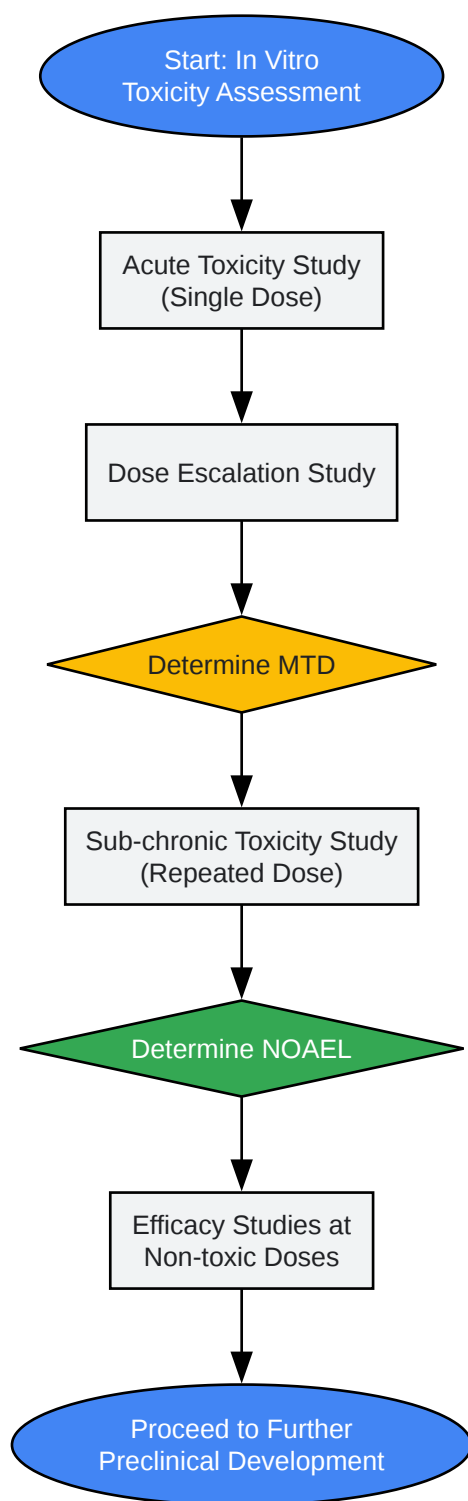 Start: In Vitro
Toxicity Assessment
Acute Toxicity Study
(Single Dose)
Dose Escalation Study
Determine MTD
Sub-chronic Toxicity Study
(Repeated Dose)
Determine NOAEL
Efficacy Studies at
Non-toxic Doses
Proceed to Further
Preclinical Development